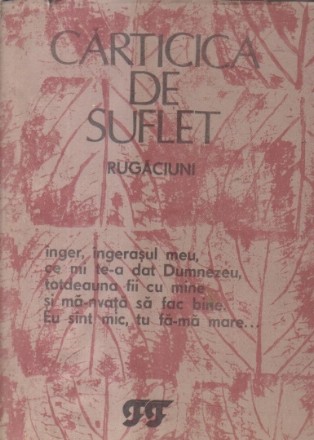 CĂRTICICA
DE
SUFLET
RUGĂCIUNI
înger, îngeraşul meu,
ce mi te-a dat Dumnezeu,
totdeauna fii cu mine
şi mă-nvaţă să fac bine.
Eu sînt mic, tu fă-mă mare...